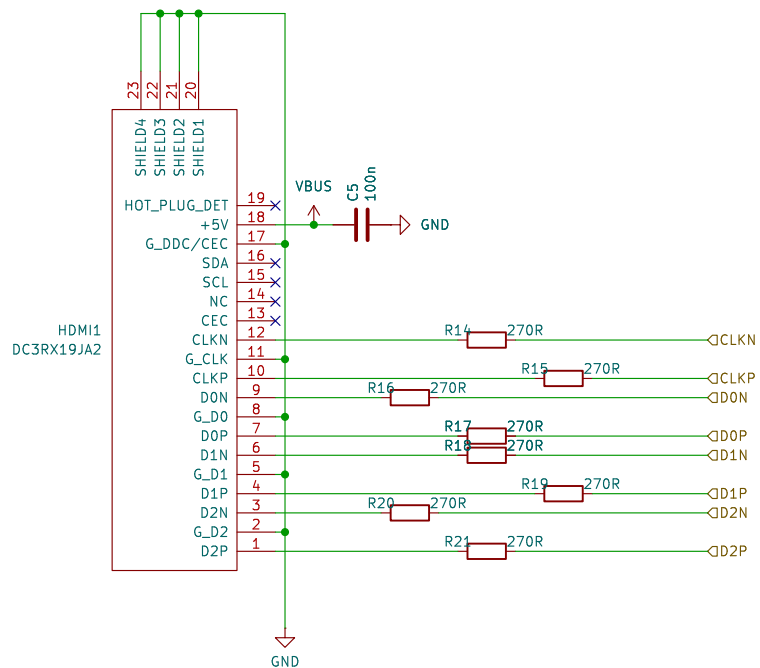 23
22
21
20
SHIELD4
SHIELD3
SHIELD2
SHIELD1
HOT_PLUG_DET 19
VBUS
C5
100n
+5V 18
GND
G_DDC/CEC 17
SDA 16
SCL 15
NC 14
CEC 13
HDMI1
DC3RX19JA2
CLKN 12 R14 270R CLKN
G_CLK 11
CLKP 10 R15 270R CLKP
D0N 9 R16 270R D0N
G_D0 8
D0P 7 R17 270R D0P
D1N 6 R18 270R D1N
G_D1 5
D1P 4 R19 270R D1P
D2N 3 R20 270R D2N
G_D2 2
D2P 1 R21 270R D2P
GND